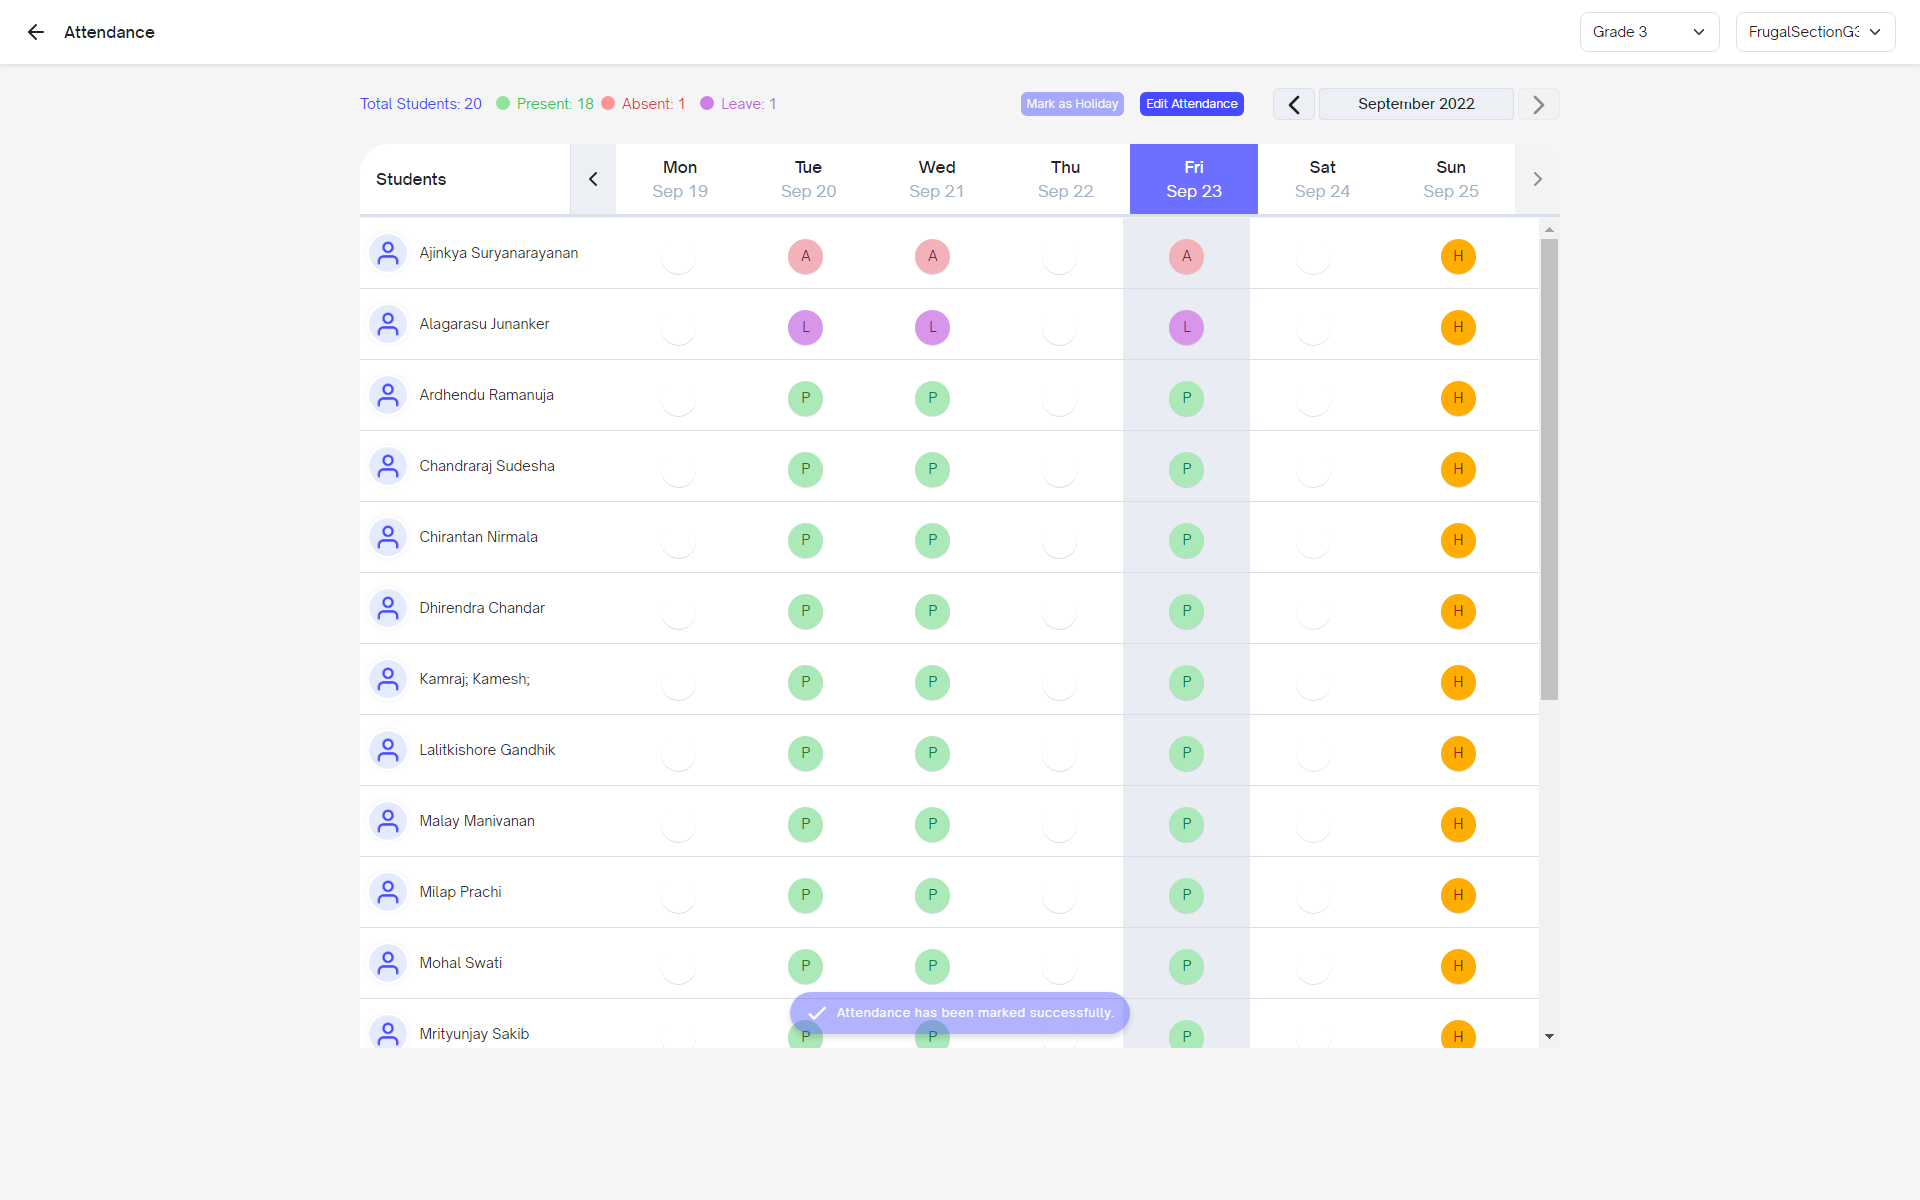 Attendance
Grade 3
FrugalSectionG3
Total Students: 20 Present: 18 Absent: 1 Leave: 1
Mark as Holiday
Edit Attendance
September 2022
Students Mon Tue Wed Thu Fri Sat Sun
Sep 19 Sep 20 Sep 21 Sep 22 Sep 23 Sep 24 Sep 25
Ajinkya Suryanarayanan A A A H
Alagarasu Junanker L L L H
Ardhendu Ramanuja P P P H
Chandraraj Sudesha P P P H
Chirantan Nirmala P P P H
Dhirendra Chandar P P P H
Kamraj; Kamesh; P P P H
Lalitkishore Gandhik P P P H
Malay Manivanan P P P H
Milap Prachi P P P H
Mohal Swati P P P H
Attendance has been marked successfully.
Mrityunjay Sakib P P P H